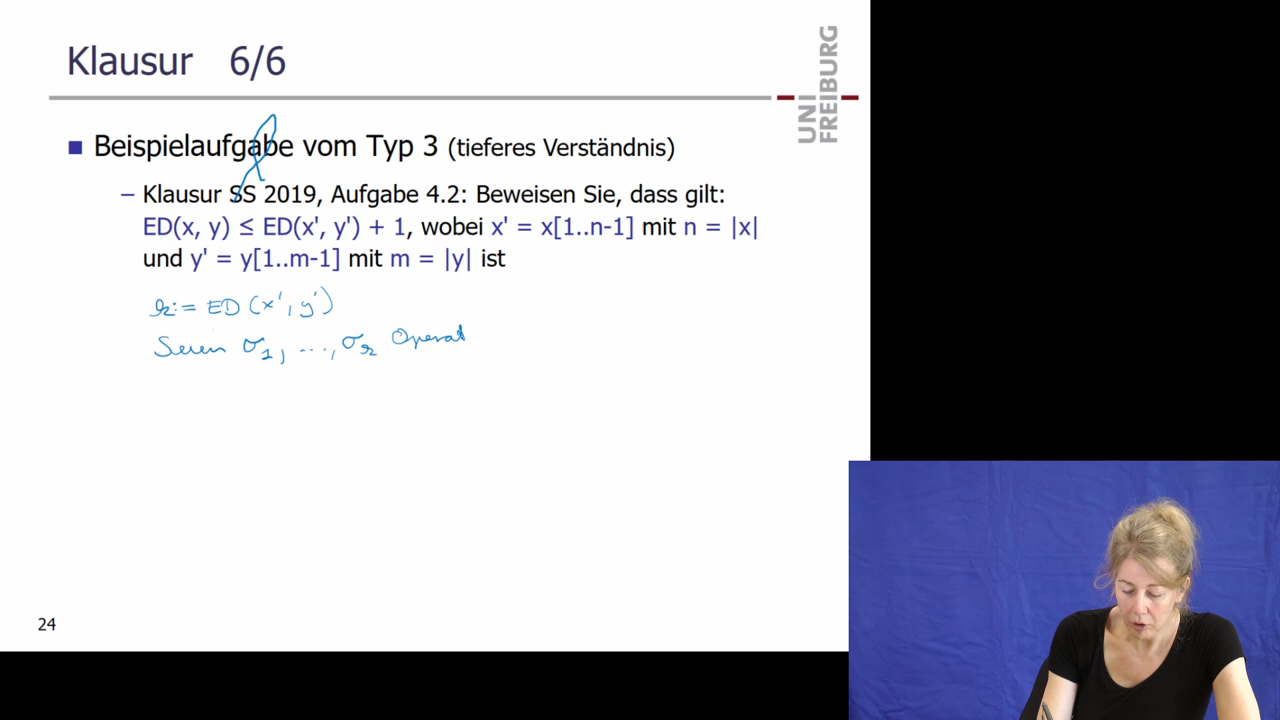 Klausur 6/6
UNI
FREIBURG
Beispielaufgabe vom Typ 3 (tieferes Verständnis)
– Klausur SS 2019, Aufgabe 4.2: Beweisen Sie, dass gilt:
ED(x, y) ≤ ED(x', y') + 1, wobei x' = x[1..n-1] mit n = |x|
und y' = y[1..m-1] mit m = |y| ist
k := ED (x', y')
Seien σ1, ..., σk Operat
24